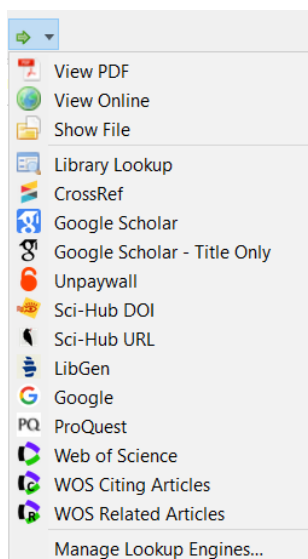 View PDF
View Online
Show File
Library Lookup
CrossRef
Google Scholar
Google Scholar - Title Only
Unpaywall
Sci-Hub DOI
Sci-Hub URL
LibGen
Google
PQ ProQuest
Web of Science
WOS Citing Articles
WOS Related Articles
Manage Lookup Engines...